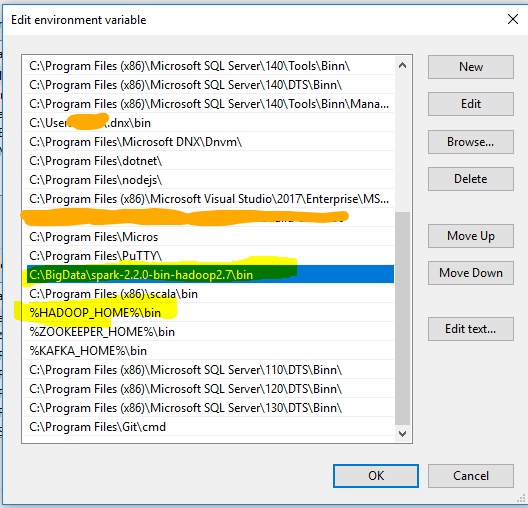 Edit environment variable
C:\Program Files (x86)\Microsoft SQL Server\140\Tools\Binn\
C:\Program Files (x86)\Microsoft SQL Server\140\DTS\Binn\
C:\Program Files (x86)\Microsoft SQL Server\140\Tools\Binn\Mana...
C:\User .dnx\bin
C:\Program Files\Microsoft DNX\Dnvm\
C:\Program Files\dotnet\
C:\Program Files\nodejs\
C:\Program Files (x86)\Microsoft Visual Studio\2017\Enterprise\MS...
C:\Program Files\Micros
C:\Program Files\PuTTY\
C:\BigData\spark-2.2.0-bin-hadoop2.7\bin
C:\Program Files (x86)\scala\bin
%HADOOP_HOME%\bin
%ZOOKEEPER_HOME%\bin
%KAFKA_HOME%\bin
C:\Program Files (x86)\Microsoft SQL Server\110\DTS\Binn\
C:\Program Files (x86)\Microsoft SQL Server\120\DTS\Binn\
C:\Program Files (x86)\Microsoft SQL Server\130\DTS\Binn\
C:\Program Files\Git\cmd
New
Edit
Browse...
Delete
Move Up
Move Down
Edit text...
OK
Cancel